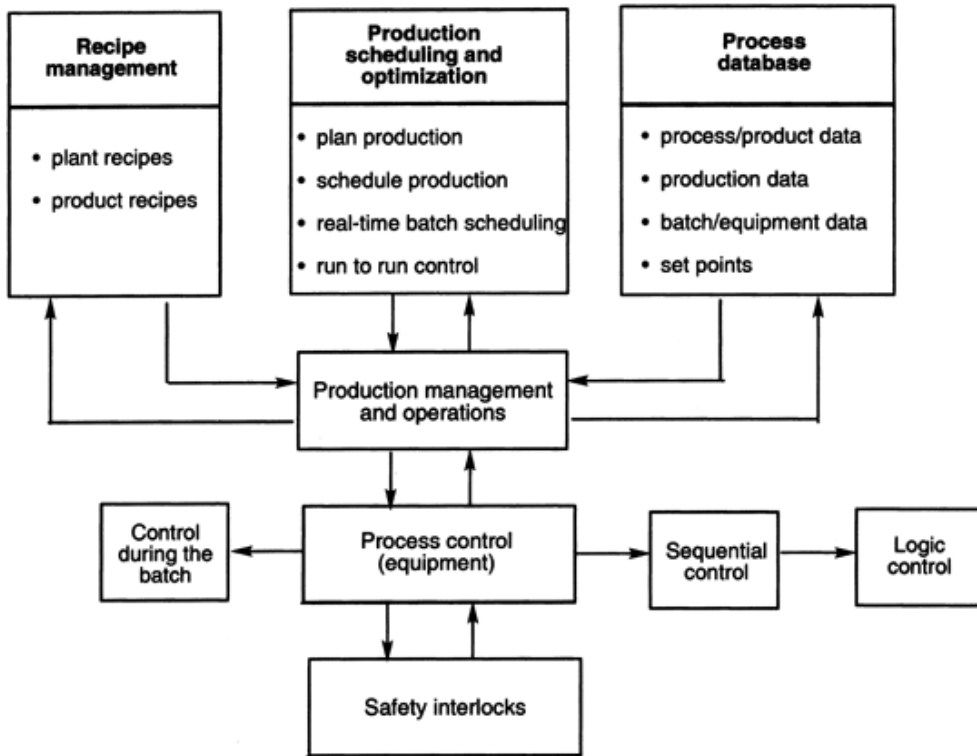 Recipe
management
• plant recipes
• product recipes
Production
scheduling and
optimization
• plan production
• schedule production
• real-time batch scheduling
• run to run control
Process
database
• process/product data
• production data
• batch/equipment data
• set points
Production management
and operations
Control
during the
batch
Process control
(equipment)
Sequential
control
Logic
control
Safety interlocks